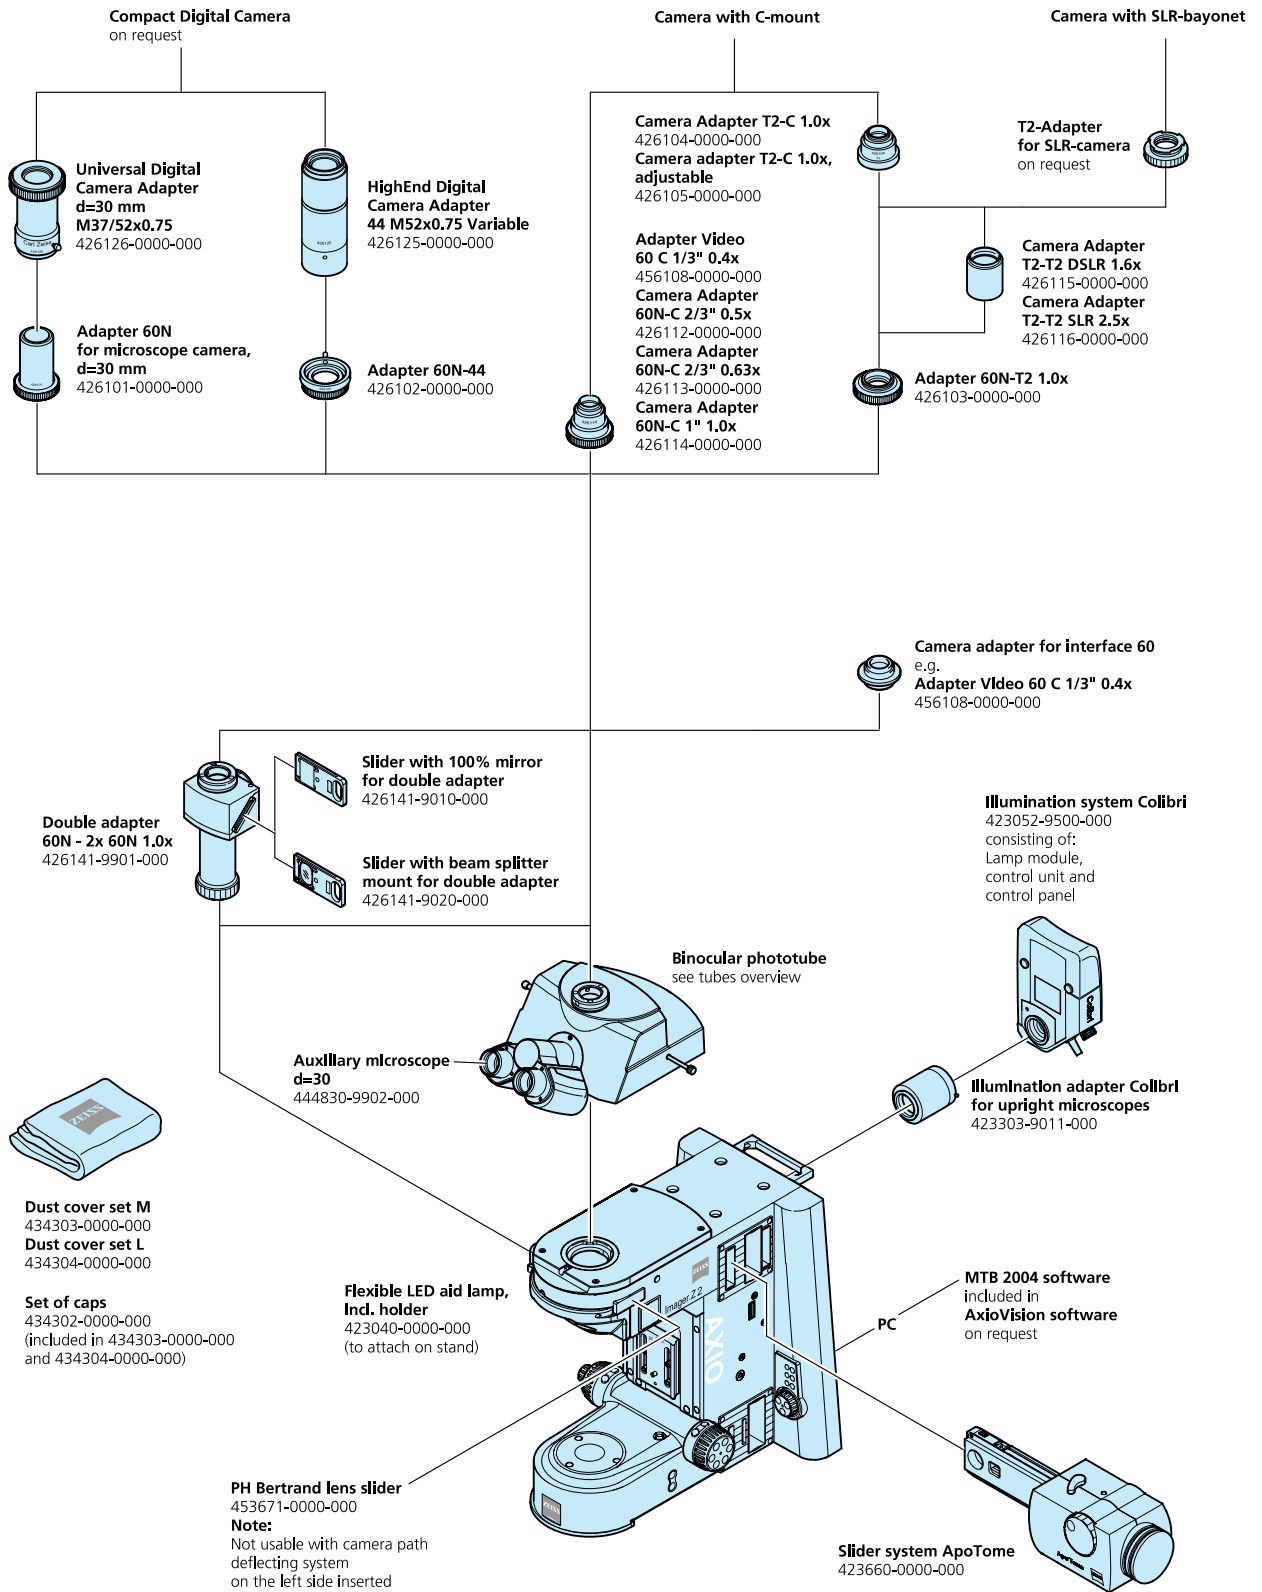 Compact Digital Camera
on request
Camera with C-mount
Camera with SLR-bayonet
Universal Digital
Camera Adapter
d=30 mm
M37/52x0.75
426126-0000-000
HighEnd Digital
Camera Adapter
44 M52x0.75 Variable
426125-0000-000
Camera Adapter T2-C 1.0x
426104-0000-000
Camera adapter T2-C 1.0x,
adjustable
426105-0000-000
T2-Adapter
for SLR-camera
on request
Adapter Video
60 C 1/3" 0.4x
456108-0000-000
Camera Adapter
60N-C 2/3" 0.5x
426112-0000-000
Camera Adapter
60N-C 2/3" 0.63x
426113-0000-000
Camera Adapter
60N-C 1" 1.0x
426114-0000-000
Camera Adapter
T2-T2 DSLR 1.6x
426115-0000-000
Camera Adapter
T2-T2 SLR 2.5x
426116-0000-000
Adapter 60N
for microscope camera,
d=30 mm
426101-0000-000
Adapter 60N-44
426102-0000-000
Adapter 60N-T2 1.0x
426103-0000-000
Carl Zeiss
426125
426114
Camera adapter for interface 60
e.g.
Adapter Video 60 C 1/3" 0.4x
456108-0000-000
Slider with 100% mirror
for double adapter
426141-9010-000
Double adapter
60N - 2x 60N 1.0x
426141-9901-000
Slider with beam splitter
mount for double adapter
426141-9020-000
Illumination system Colibri
423052-9500-000
consisting of:
Lamp module,
control unit and
control panel
Colibri
Binocular phototube
see tubes overview
Auxiliary microscope
d=30
444830-9902-000
Illumination adapter Colibri
for upright microscopes
423303-9011-000
ZEISS
Dust cover set M
434303-0000-000
Dust cover set L
434304-0000-000
Set of caps
434302-0000-000
(included in 434303-0000-000
and 434304-0000-000)
Flexible LED aid lamp,
Incl. holder
423040-0000-000
(to attach on stand)
ZEISS
Imager.Z2
AXIO
ZEISS
PC
MTB 2004 software
included in
AxioVision software
on request
PH Bertrand lens slider
453671-0000-000
Note:
Not usable with camera path
deflecting system
on the left side inserted
Slider system ApoTome
423660-0000-000
ApoTome